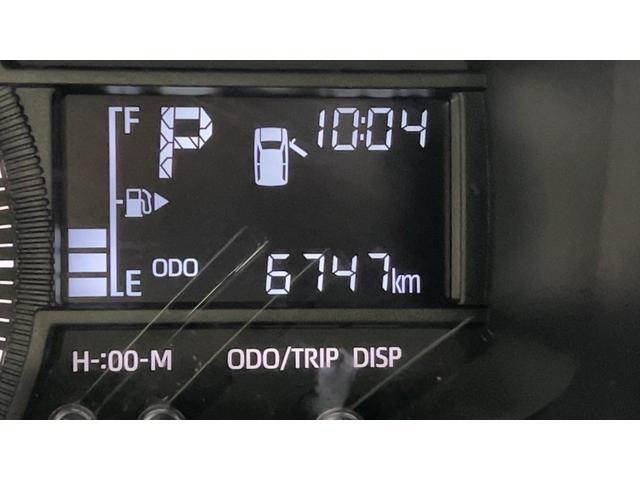 F P 10:04
E ODO 6747km
H-:00-M ODO/TRIP DISP